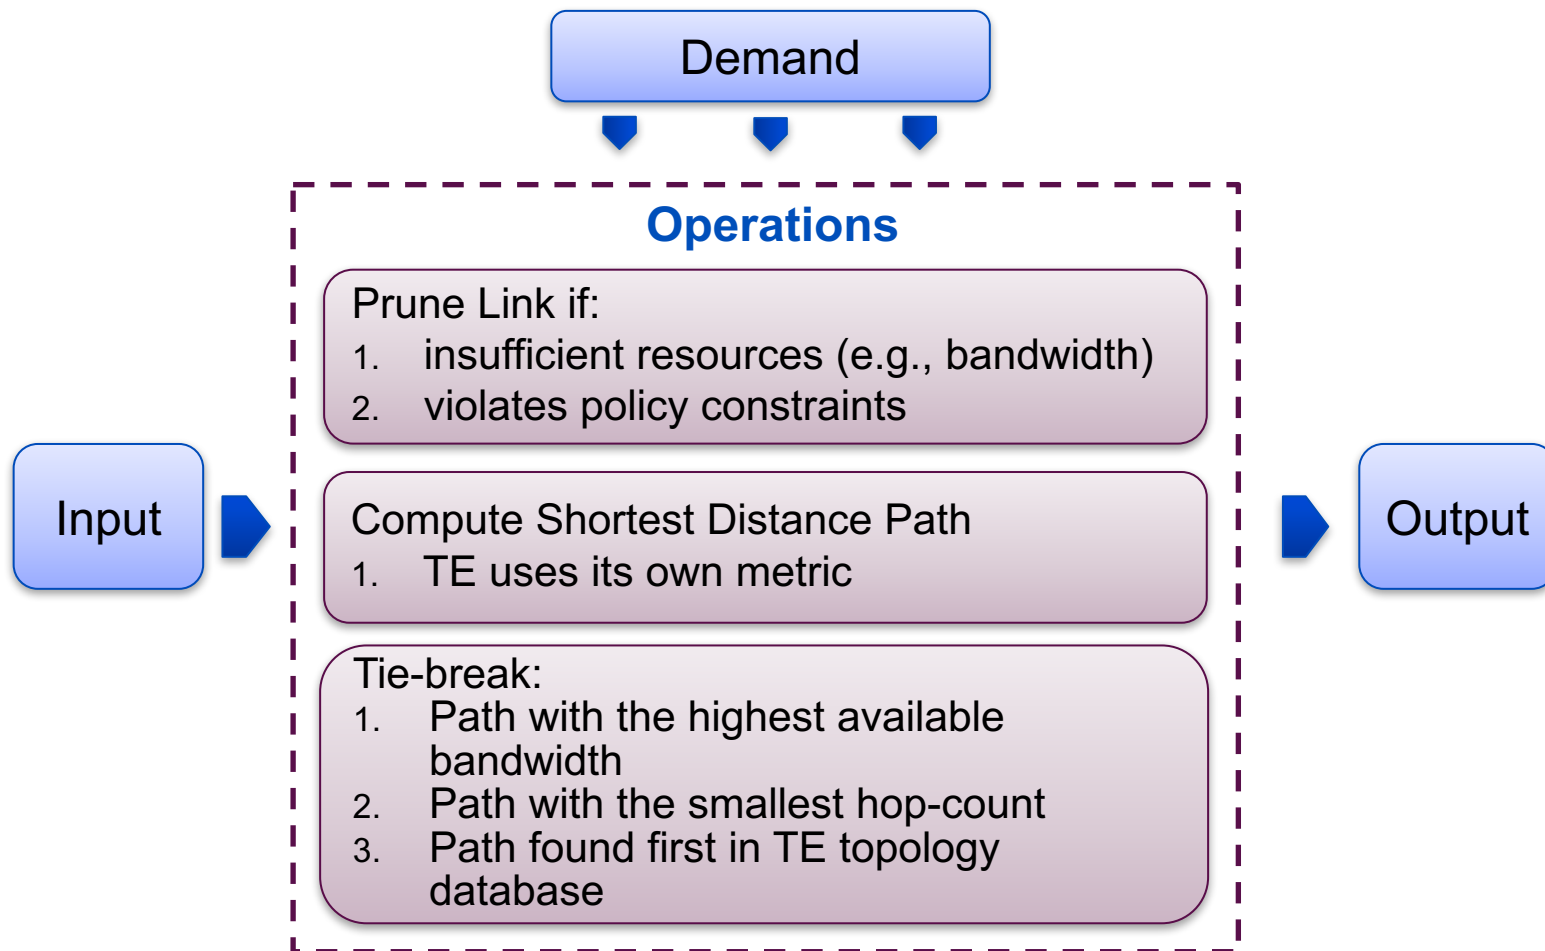 Demand
Operations
Prune Link if:
1. insufficient resources (e.g., bandwidth)
2. violates policy constraints
Input
Compute Shortest Distance Path
1. TE uses its own metric
Output
Tie-break:
1. Path with the highest available
bandwidth
2. Path with the smallest hop-count
3. Path found first in TE topology
database